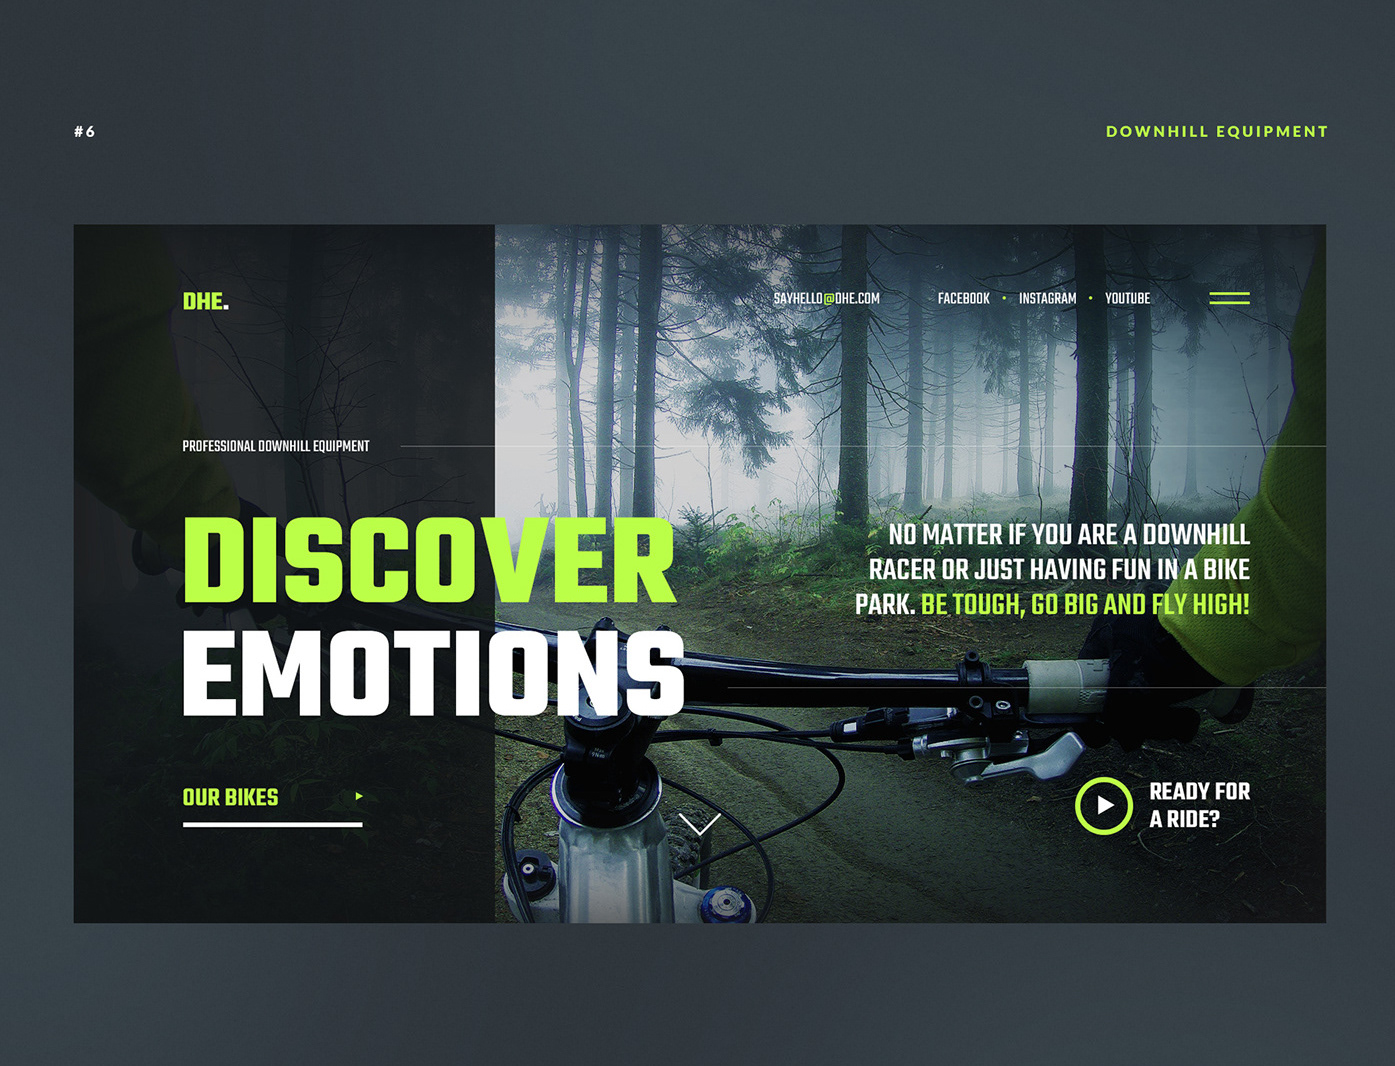 #6
DOWNHILL EQUIPMENT
DHE.
SAYHELLO@DHE.COM
FACEBOOK • INSTAGRAM • YOUTUBE
PROFESSIONAL DOWNHILL EQUIPMENT
DISCOVER
EMOTIONS
NO MATTER IF YOU ARE A DOWNHILL
RACER OR JUST HAVING FUN IN A BIKE
PARK. BE TOUGH, GO BIG AND FLY HIGH!
OUR BIKES
READY FOR
A RIDE?